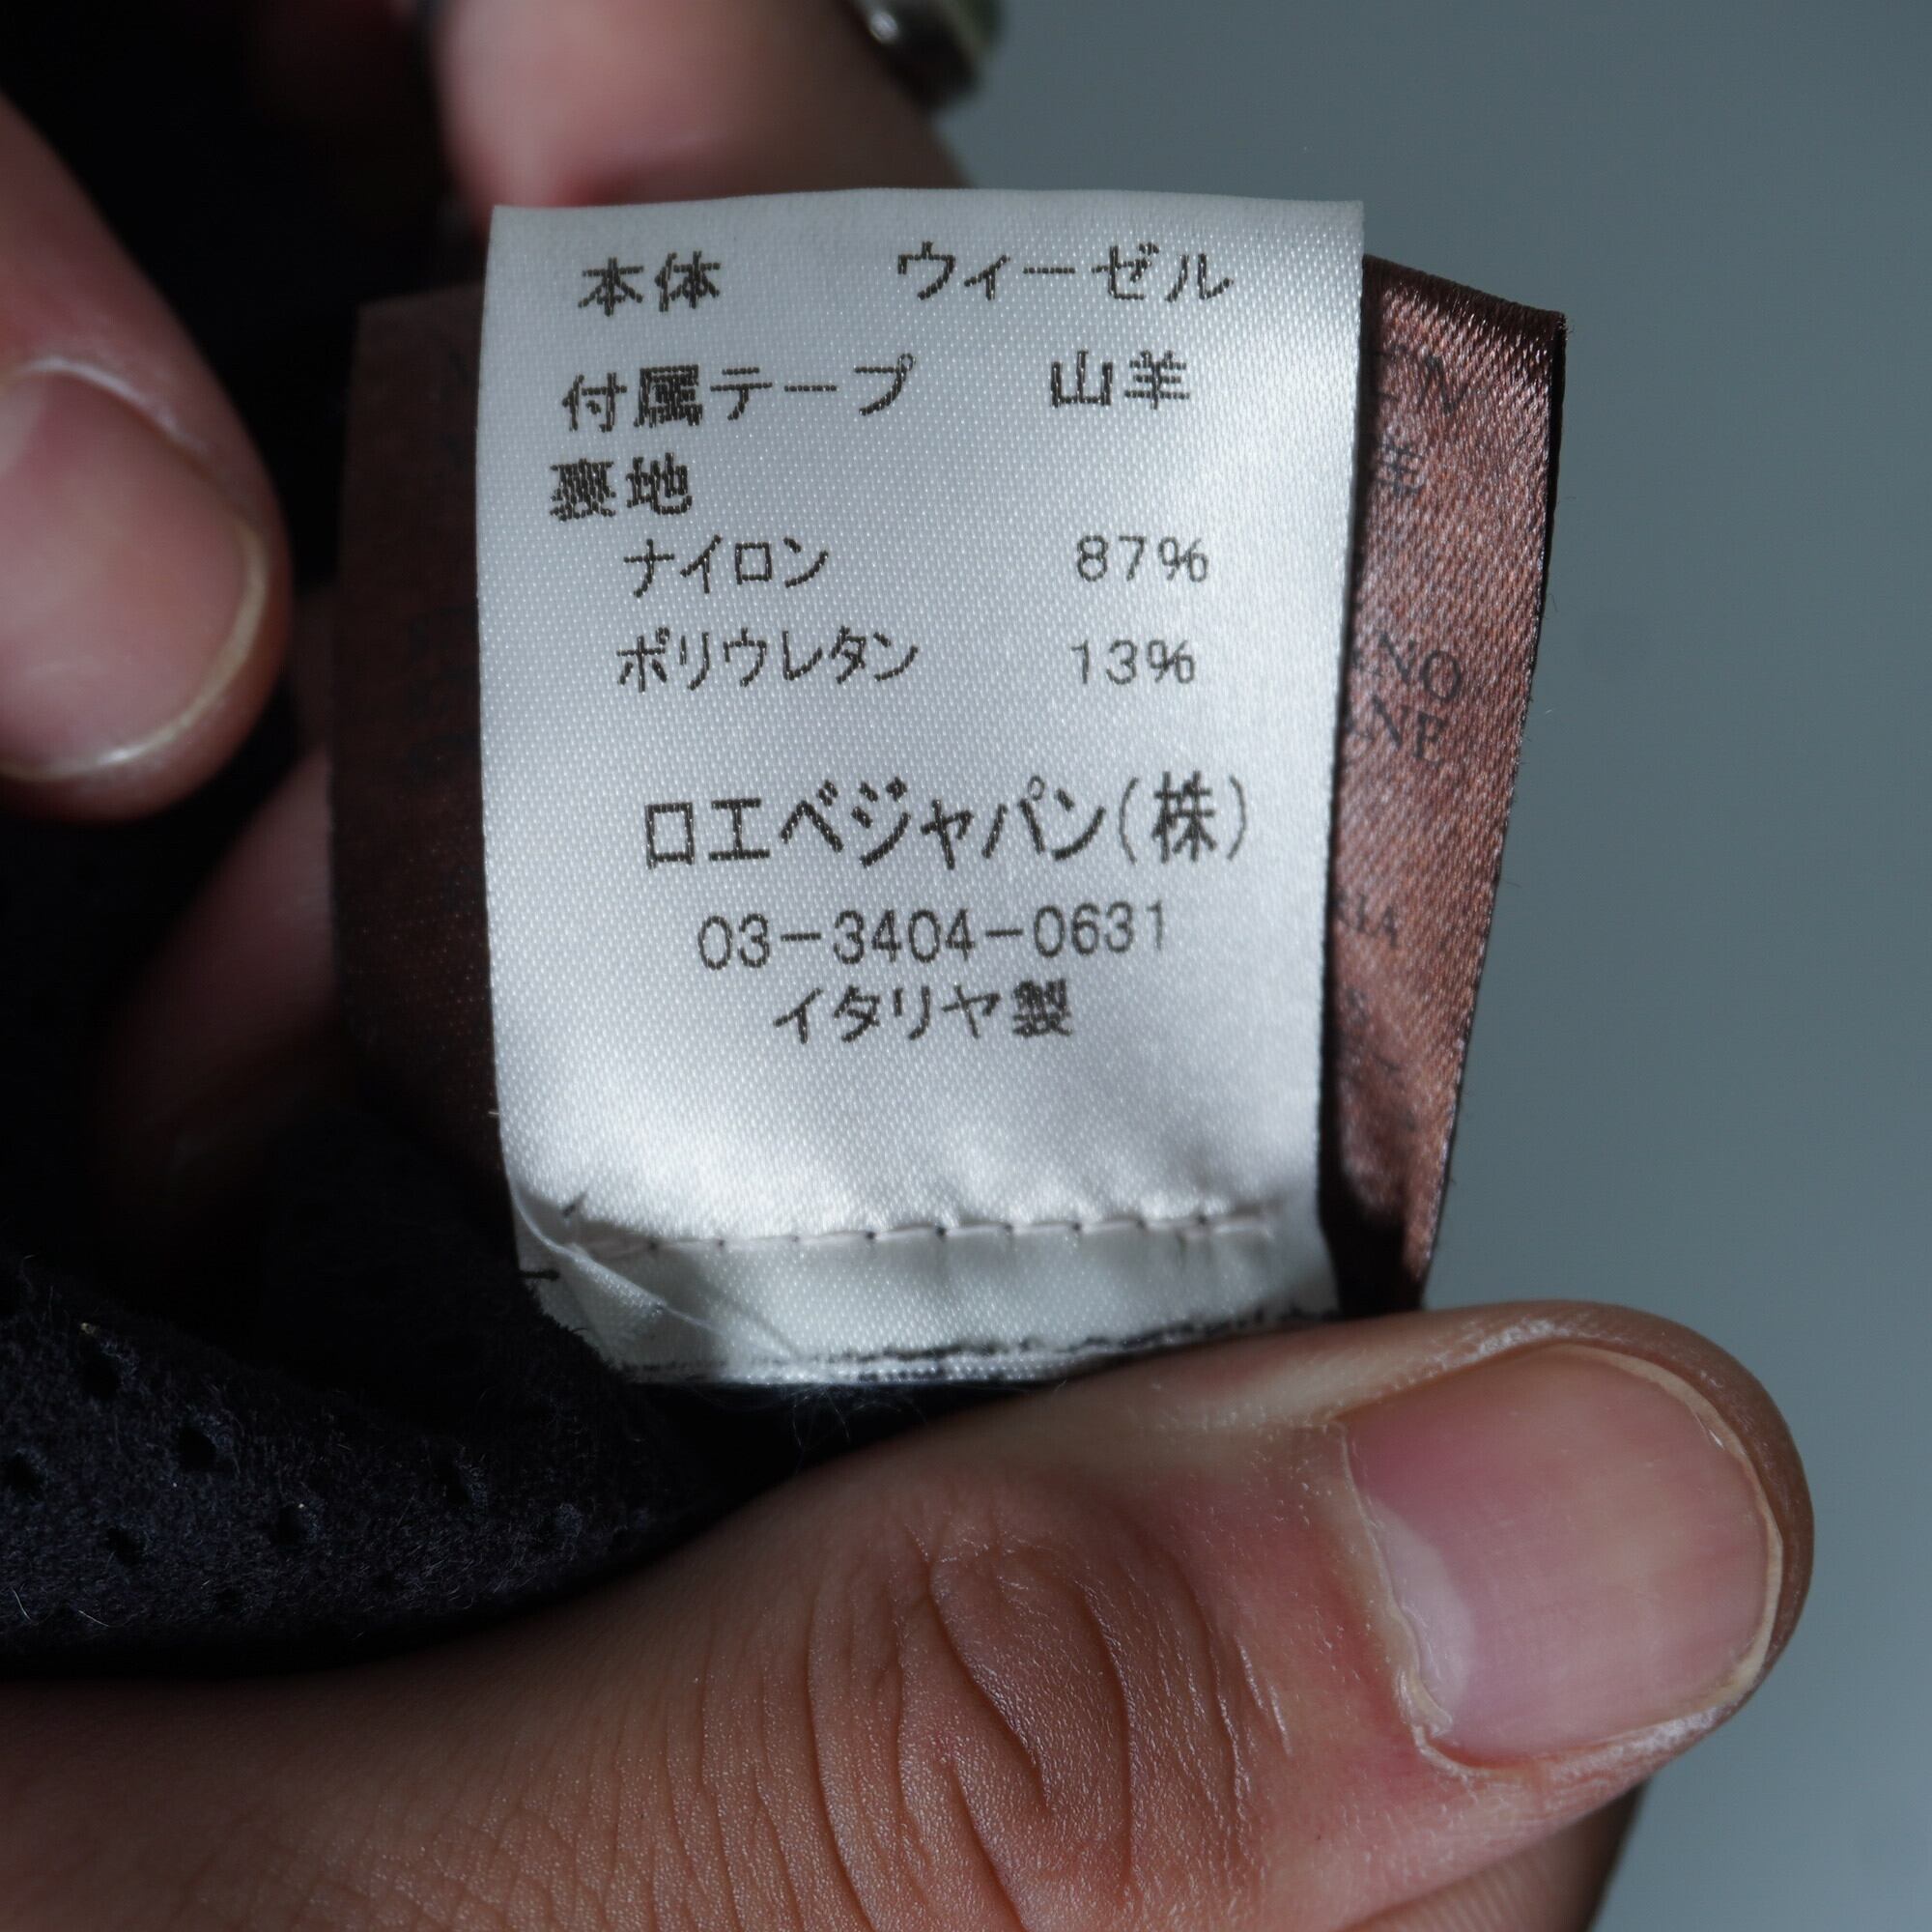 本体 ウィーゼル
付属テープ 山羊
裏地
ナイロン 87%
ポリウレタン 13%
ロエベジャパン(株)
03-3404-0631
イタリヤ製